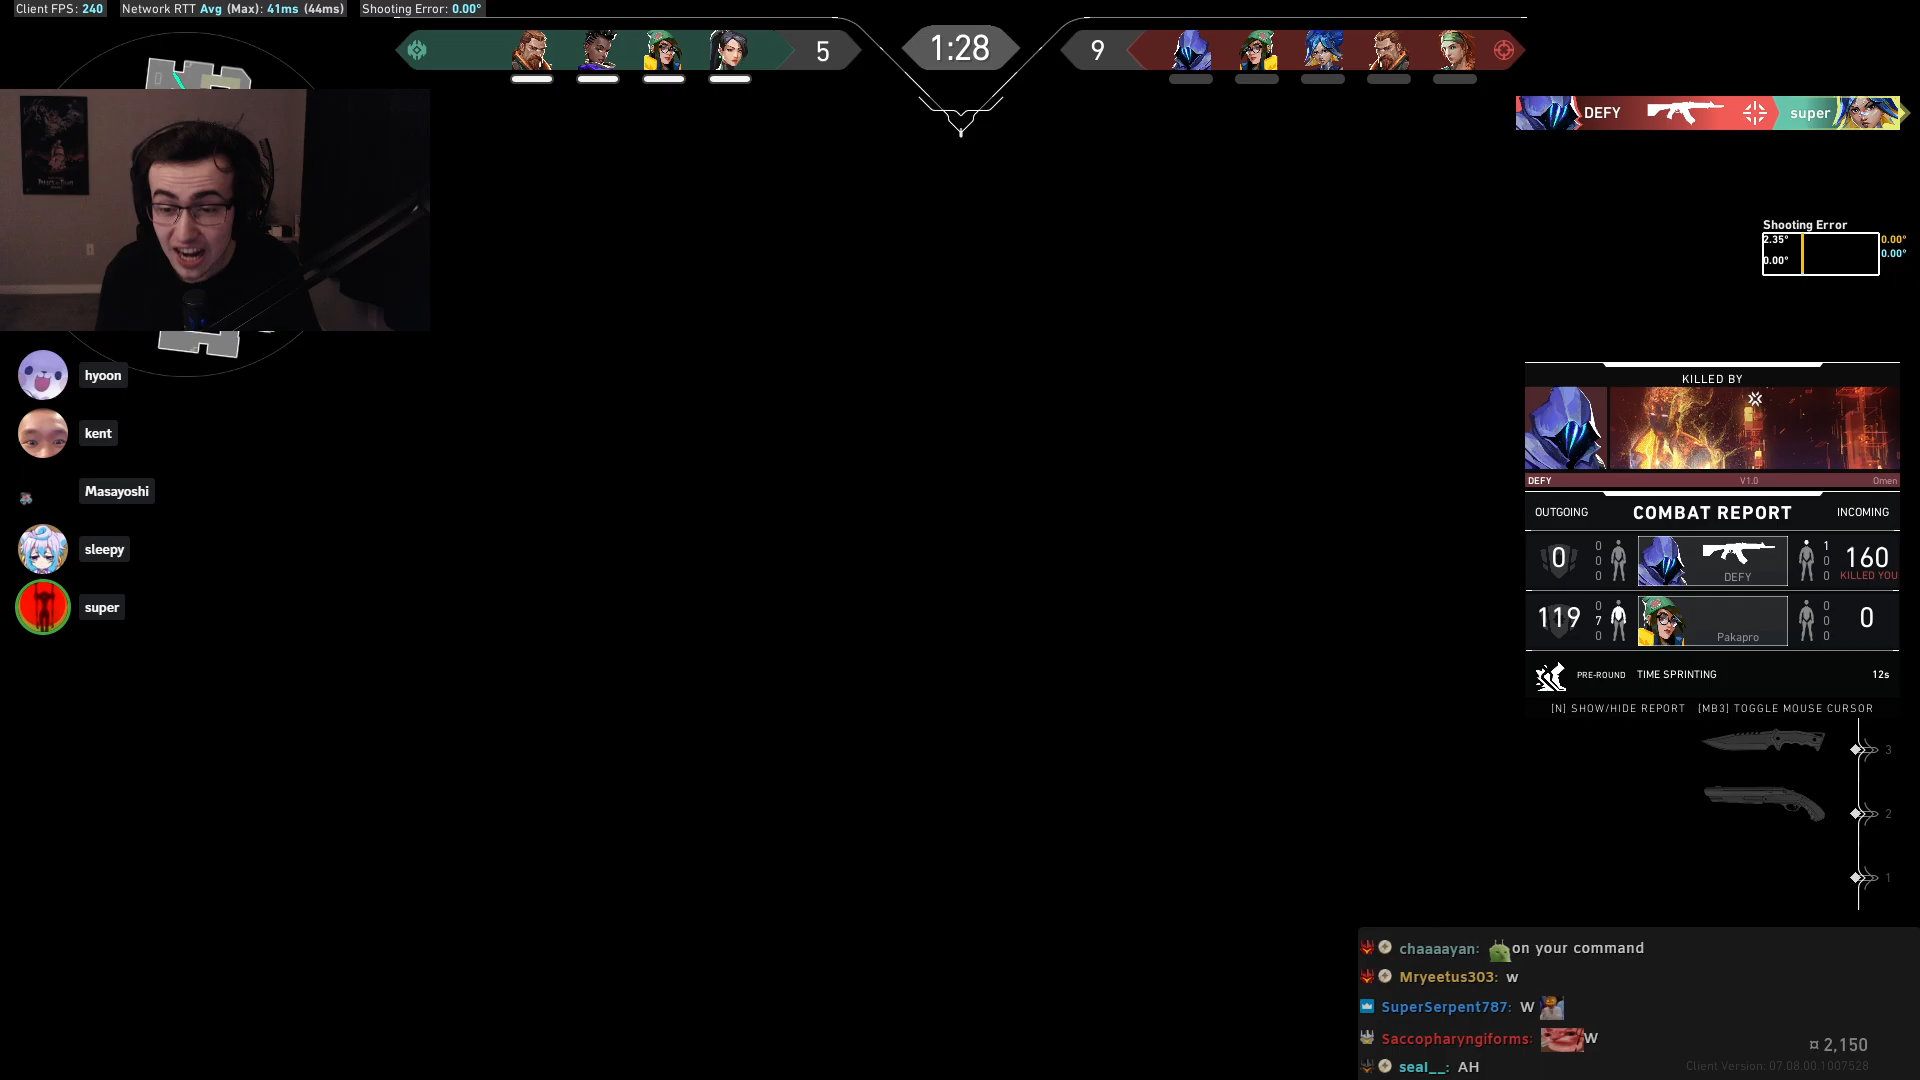 Client FPS: 240 Network RTT Avg (Max): 41ms (44ms) Shooting Error: 0.00°
5 1:28 9
DEFY super
Shooting Error
2.35° 0.00°
0.00° 0.00°
KILLED BY
DEFY V1.0 Omen
OUTGOING COMBAT REPORT INCOMING
0 0 0 0 DEFY 1 0 0 160 KILLED YOU
119 0 7 0 Pakapro 0 0 0 0
PRE-ROUND TIME SPRINTING 12s
[N] SHOW/HIDE REPORT [MB3] TOGGLE MOUSE CURSOR
3
2
1
hyoon
kent
Masayoshi
sleepy
super
chaaaayan: on your command
Mryeetus303: w
SuperSerpent787: W
Saccopharyngiforms: W
seal__: AH
¤ 2,150
Client Version: 07.08.00.1007528